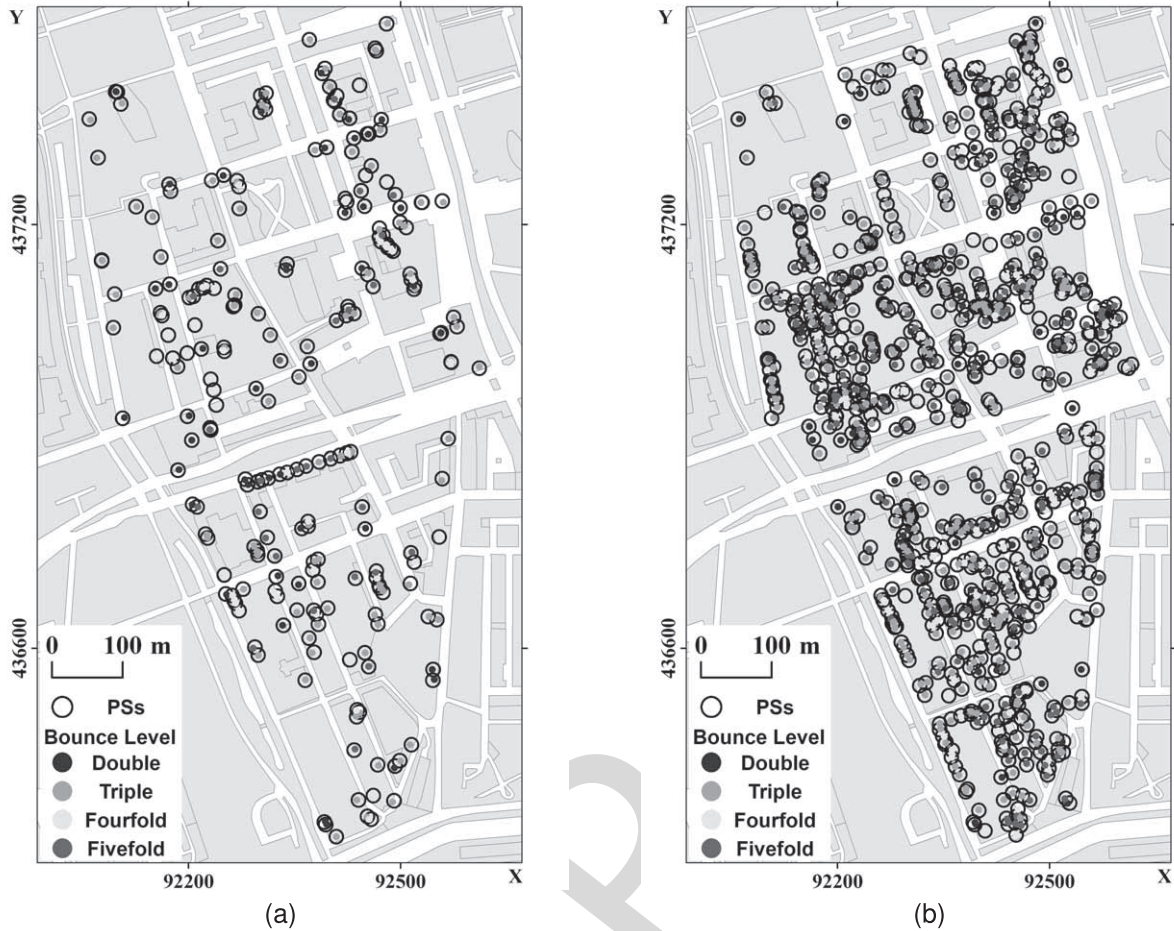 Y
437200
436600
0 100 m
PSs
Bounce Level
Double
Triple
Fourfold
Fivefold
92200 92500 X
(a)
Y
437200
436600
0 100 m
PSs
Bounce Level
Double
Triple
Fourfold
Fivefold
92200 92500 X
(b)